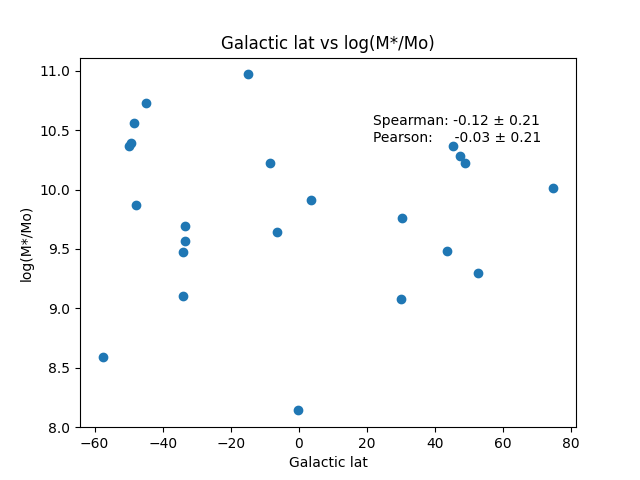 Galactic lat vs log(M*/Mo)
Spearman: -0.12 ± 0.21
Pearson: -0.03 ± 0.21
log(M*/Mo)
11.0
10.5
10.0
9.5
9.0
8.5
8.0
−60 −40 −20 0 20 40 60 80
Galactic lat